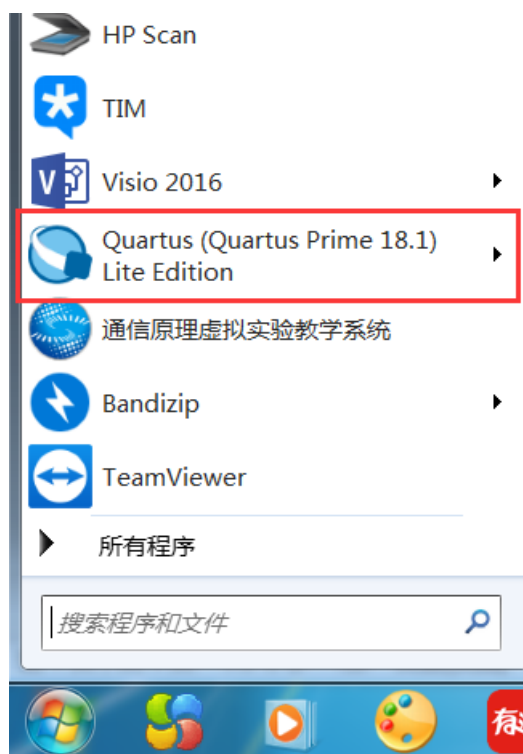 HP Scan
TIM
Visio 2016
Quartus (Quartus Prime 18.1)
Lite Edition
通信原理虚拟实验教学系统
Bandizip
TeamViewer
所有程序
搜索程序和文件
有